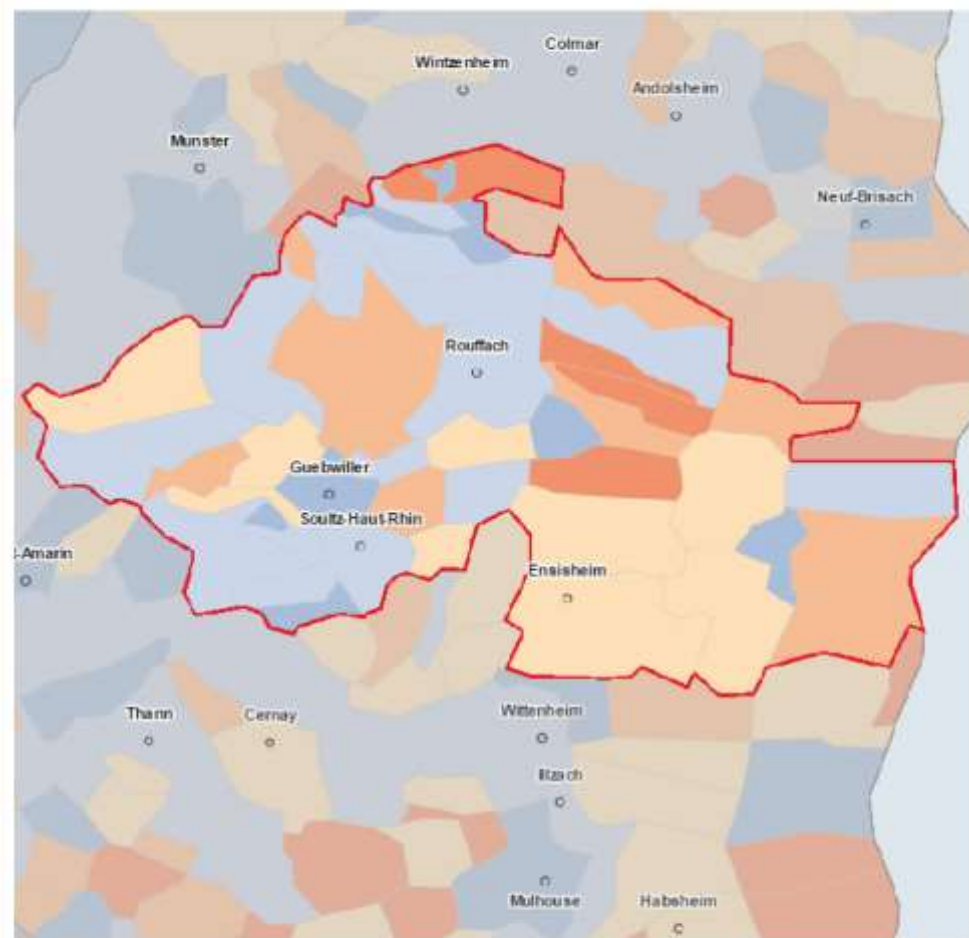 Colmar
Wintzenheim
Andolsheim
Munster
Neuf-Brisach
Rouffach
Guebwiller
Soultz-Haut-Rhin
t-Amarin
Ensisheim
Thann
Cernay
Wittenheim
Illzach
Mulhouse
Habsheim